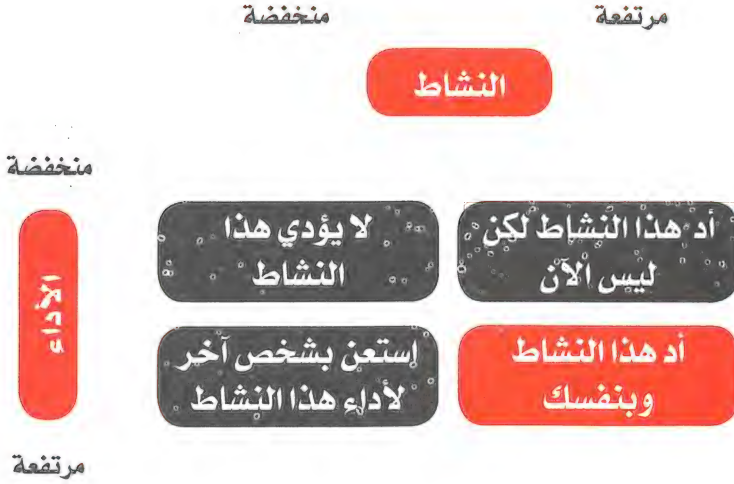 مرتفعة
منخفضة
النشاط
منخفضة
أد هذا النشاط لكن
ليس الآن
لا يؤدي هذا
النشاط
الأداء
أد هذا النشاط
وبنفسك
إستعن بشخص آخر
لأداء هذا النشاط
مرتفعة